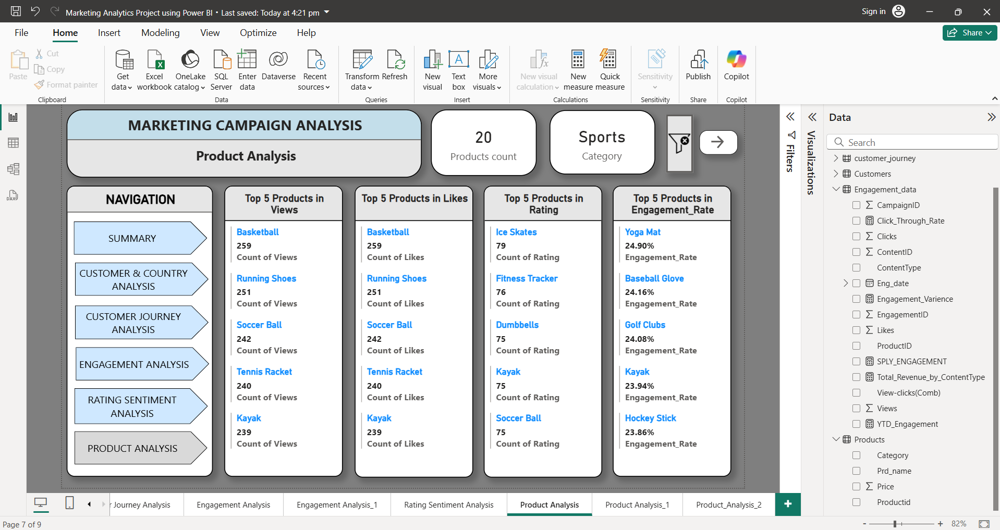 Marketing Analytics Project using Power BI • Last saved: Today at 4:21 pm
Sign in
File Home Insert Modeling View Optimize Help
Share
Paste
Cut
Copy
Format painter
Clipboard
Get data
Excel workbook
OneLake catalog
SQL Server
Enter data
Dataverse
Recent sources
Data
Transform data
Refresh
Queries
New visual
Text box
More visuals
Insert
New visual calculation
New measure
Quick measure
Calculations
Sensitivity
Sensitivity
Publish
Share
Copilot
Copilot
MARKETING CAMPAIGN ANALYSIS
Product Analysis
20
Products count
Sports
Category
NAVIGATION
SUMMARY
CUSTOMER & COUNTRY
ANALYSIS
CUSTOMER JOURNEY
ANALYSIS
ENGAGEMENT ANALYSIS
RATING SENTIMENT
ANALYSIS
PRODUCT ANALYSIS
Top 5 Products in
Views
Basketball
259
Count of Views
Running Shoes
251
Count of Views
Soccer Ball
242
Count of Views
Tennis Racket
240
Count of Views
Kayak
239
Count of Views
Top 5 Products in Likes
Basketball
259
Count of Likes
Running Shoes
251
Count of Likes
Soccer Ball
242
Count of Likes
Tennis Racket
240
Count of Likes
Kayak
239
Count of Likes
Top 5 Products in
Rating
Ice Skates
79
Count of Rating
Fitness Tracker
76
Count of Rating
Dumbbells
75
Count of Rating
Kayak
75
Count of Rating
Soccer Ball
75
Count of Rating
Top 5 Products in
Engagement_Rate
Yoga Mat
24.90%
Engagement_Rate
Baseball Glove
24.16%
Engagement_Rate
Golf Clubs
24.08%
Engagement_Rate
Kayak
23.94%
Engagement_Rate
Hockey Stick
23.86%
Engagement_Rate
Filters
Visualizations
Data
Search
customer_journey
Customers
Engagement_data
CampaignID
Click_Through_Rate
Clicks
ContentID
ContentType
Eng_date
Engagement_Varience
EngagementID
Likes
ProductID
SPLY_ENGAGEMENT
Total_Revenue_by_ContentType
View-clicks(Comb)
Views
YTD_Engagement
Products
Category
Prd_name
Price
Productid
r Journey Analysis
Engagement Analysis
Engagement Analysis_1
Rating Sentiment Analysis
Product Analysis
Product Analysis_1
Product_Analysis_2
Page 7 of 9
82%